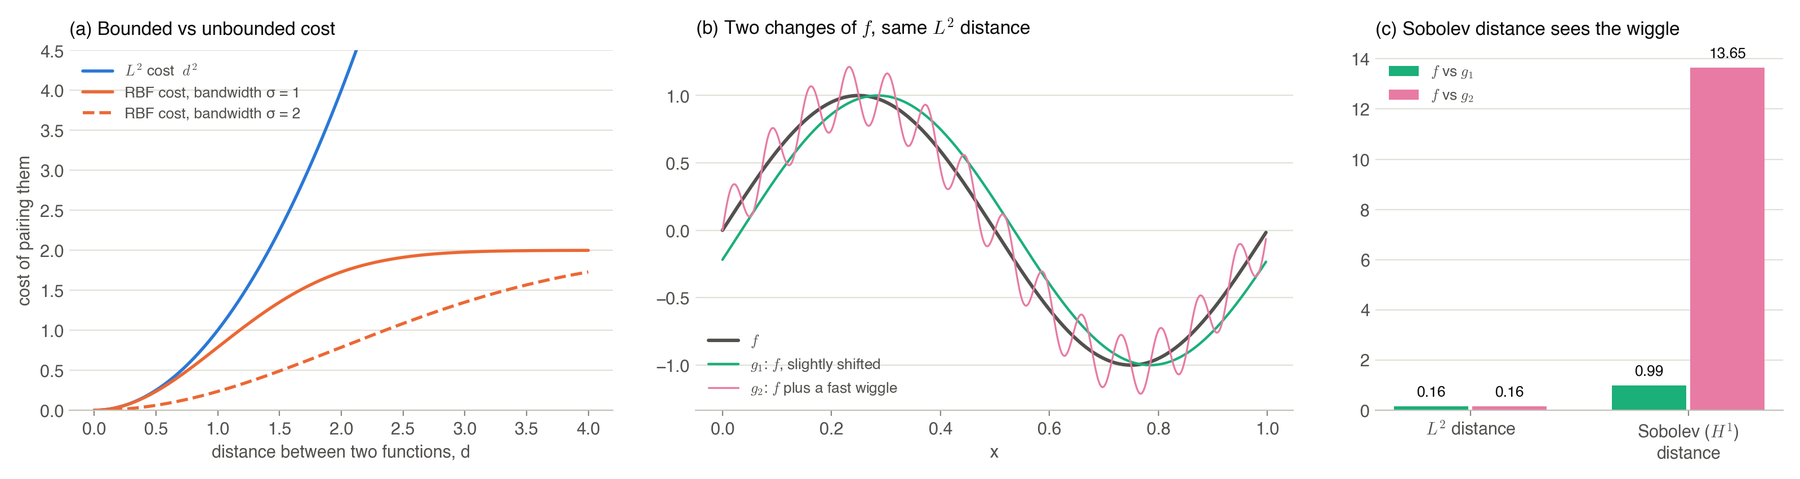 (a) Bounded vs unbounded cost
4.5
4.0
3.5
3.0
2.5
2.0
1.5
1.0
0.5
0.0
cost of pairing them
L² cost d²
RBF cost, bandwidth σ = 1
RBF cost, bandwidth σ = 2
0.0 0.5 1.0 1.5 2.0 2.5 3.0 3.5 4.0
distance between two functions, d
(b) Two changes of f, same L² distance
1.0
0.5
0.0
−0.5
−1.0
f
g₁: f, slightly shifted
g₂: f plus a fast wiggle
0.0 0.2 0.4 0.6 0.8 1.0
x
(c) Sobolev distance sees the wiggle
14
12
10
8
6
4
2
0
f vs g₁
f vs g₂
0.16
0.16
0.99
13.65
L² distance
Sobolev (H¹)
distance